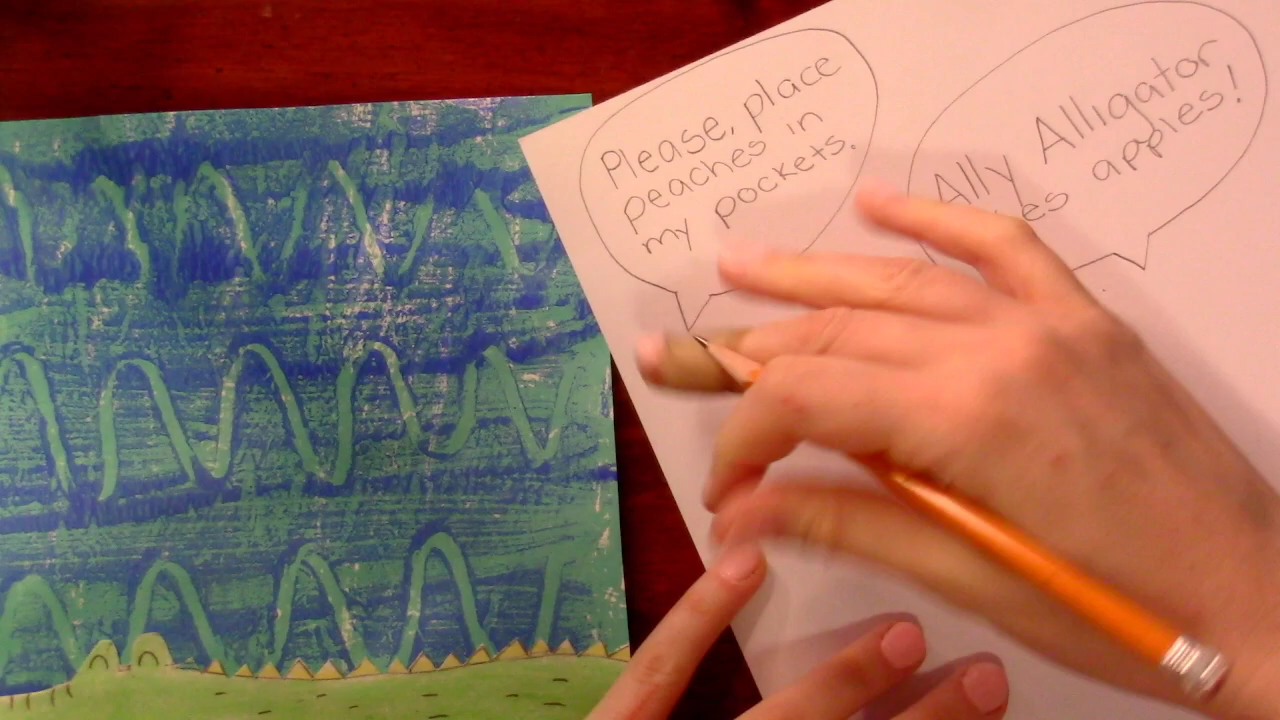 Please, place
peaches in
my pockets.
Ally Alligator
apples!